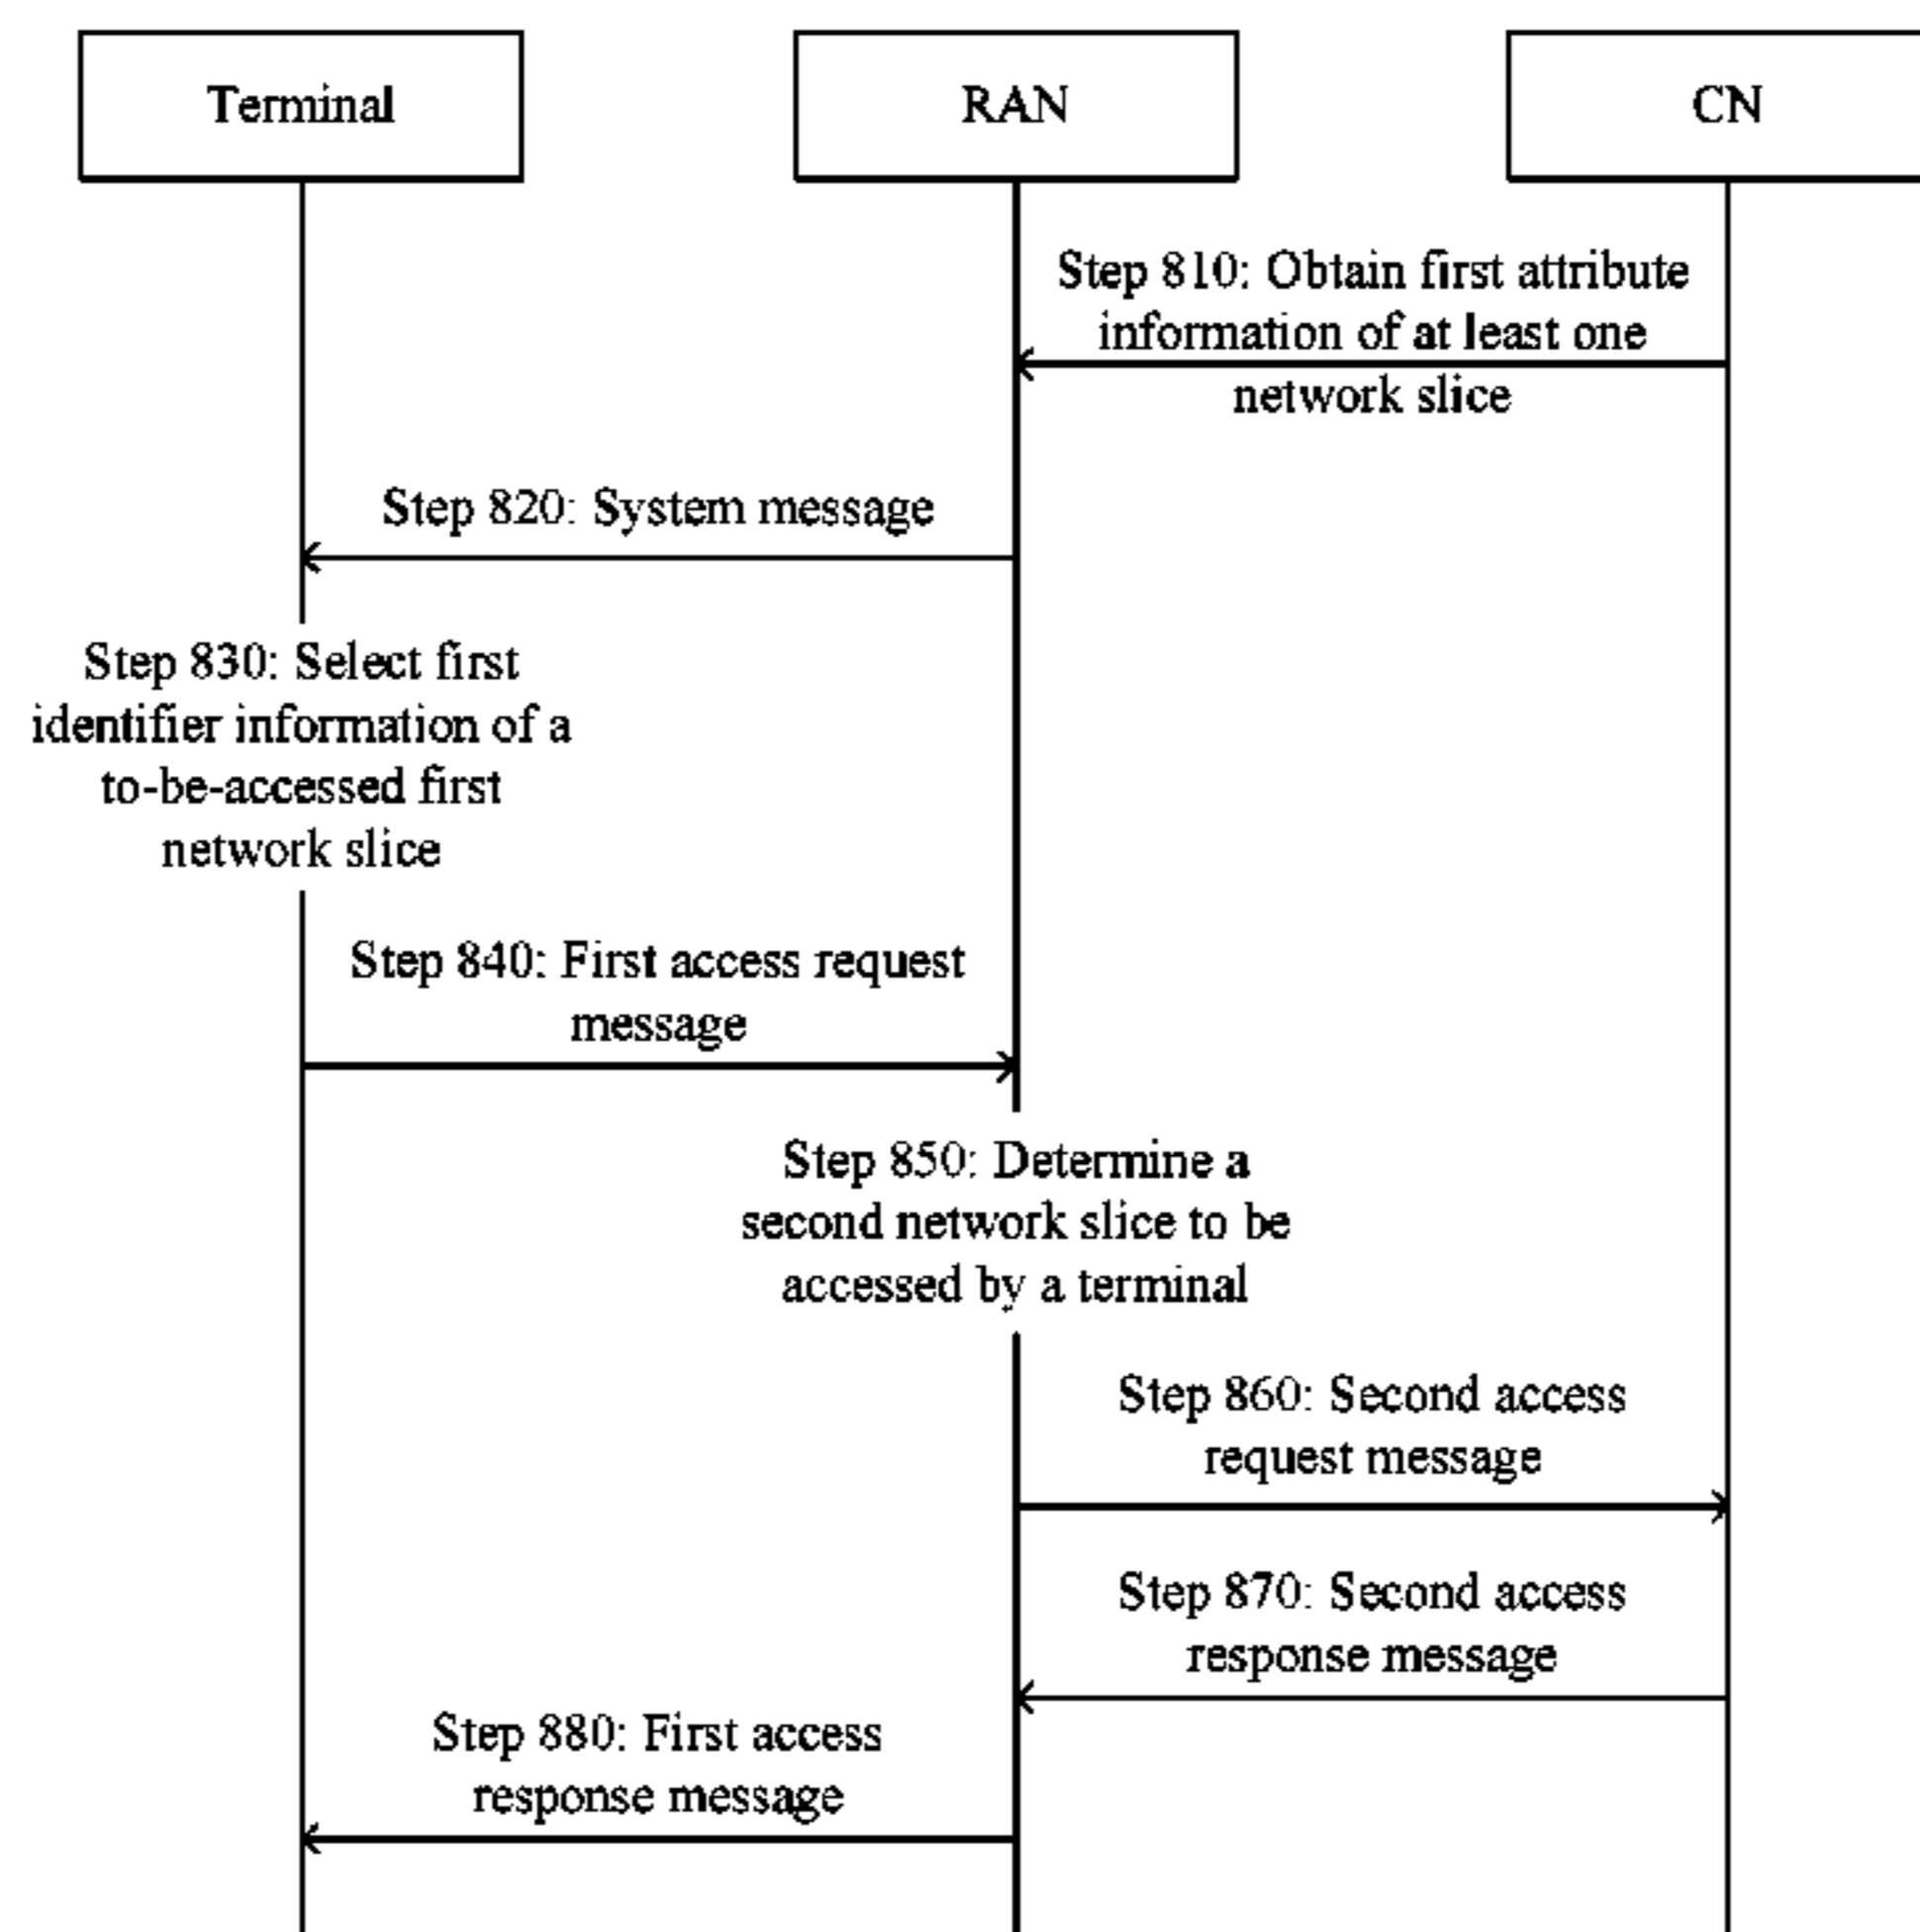 Terminal
RAN
CN
Step 810: Obtain first attribute
information of at least one
network slice
Step 820: System message
Step 830: Select first
identifier information of a
to-be-accessed first
network slice
Step 840: First access request
message
Step 850: Determine a
second network slice to be
accessed by a terminal
Step 860: Second access
request message
Step 870: Second access
response message
Step 880: First access
response message